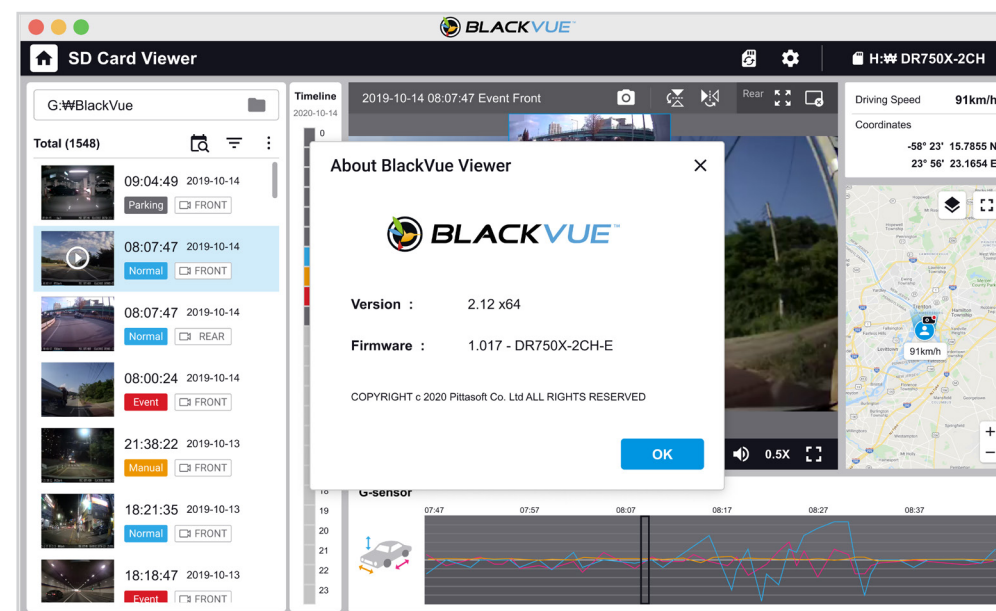 BLACKVUE
SD Card Viewer
H:₩ DR750X-2CH
G:₩BlackVue
Total (1548)
09:04:49 2019-10-14
Parking FRONT
08:07:47 2019-10-14
Normal FRONT
08:07:47 2019-10-14
Normal REAR
08:00:24 2019-10-14
Event FRONT
21:38:22 2019-10-13
Manual FRONT
18:21:35 2019-10-13
Normal FRONT
18:18:47 2019-10-13
Event FRONT
Timeline
2020-10-14
0
18
19
20
21
22
23
2019-10-14 08:07:47 Event Front
Rear
About BlackVue Viewer
BLACKVUE™
Version : 2.12 x64
Firmware : 1.017 - DR750X-2CH-E
COPYRIGHT c 2020 Pittasoft Co. Ltd ALL RIGHTS RESERVED
OK
0.5X
Driving Speed 91km/h
Coordinates
-58° 23' 15.7855 N
23° 56' 23.1654 E
Trenton
Hamilton
Township
91km/h
+
−
G-sensor
07:47 07:57 08:07 08:17 08:27 08:37